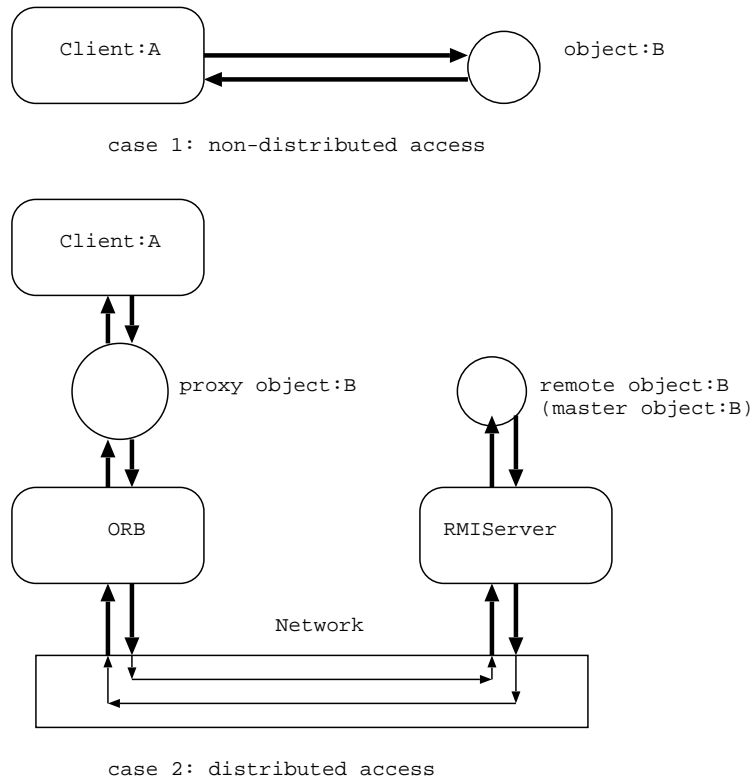 Client:A
object:B
case 1: non-distributed access
Client:A
proxy object:B
remote object:B
(master object:B)
ORB
RMIServer
Network
case 2: distributed access